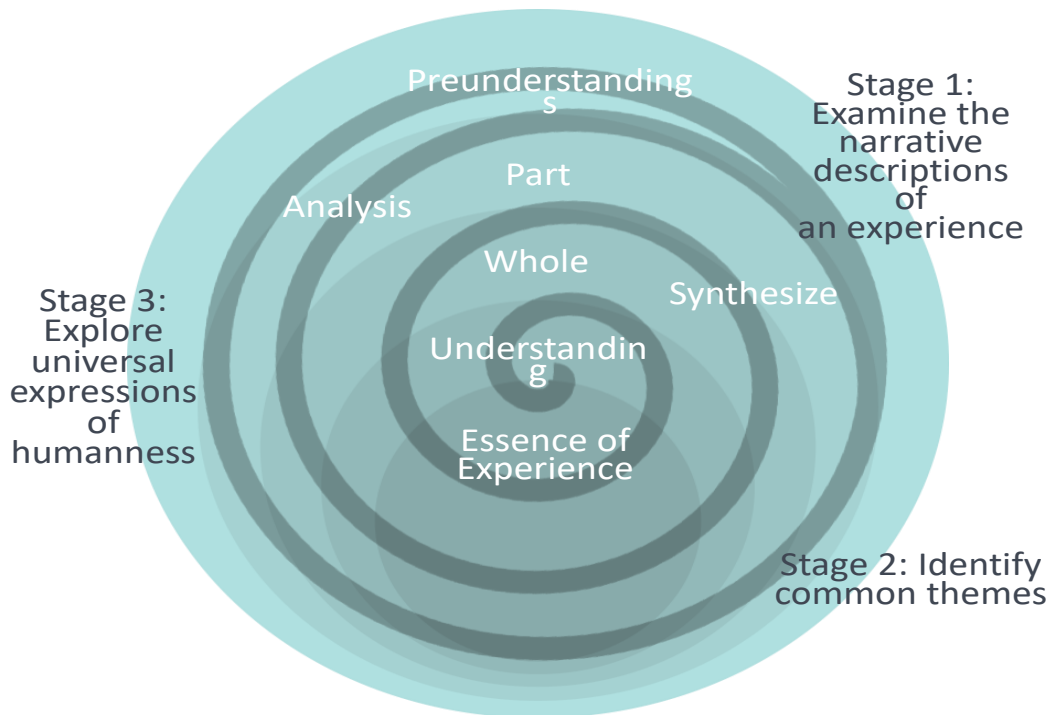 Preunderstanding
s
Stage 1:
Examine the
narrative
descriptions
of
an experience
Part
Analysis
Whole
Synthesize
Stage 3:
Explore
universal
expressions
of
humanness
Understandin
g
Essence of
Experience
Stage 2: Identify
common themes